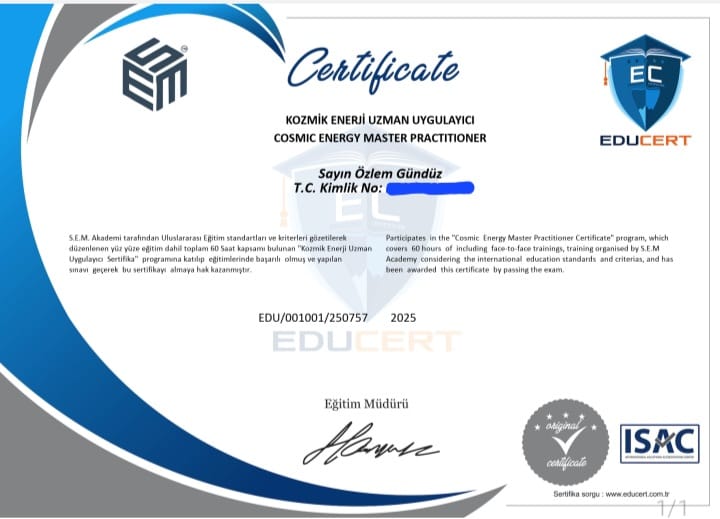 SEM
Certificate
EC
EDUCERT
KOZMİK ENERJİ UZMAN UYGULAYICI
COSMIC ENERGY MASTER PRACTITIONER
Sayın Özlem Gündüz
T.C. Kimlik No:
S.E.M. Akademi tarafından Uluslararası Eğitim standartları ve kriterleri gözetilerek
düzenlenen yüz yüze eğitim dahil toplam 60 Saat kapsamı bulunan "Kozmik Enerji Uzman
Uygulayıcı Sertifika" programına katılıp eğitimlerinde başarılı olmuş ve yapılan
sınavı geçerek bu sertifikayı almaya hak kazanmıştır.
Participates in the "Cosmic Energy Master Practitioner Certificate" program, which
covers 60 hours of including face-to-face trainings, training organised by S.E.M
Academy considering the international education standards and criterias, and has
been awarded this certificate by passing the exam.
EDU/001001/250757 2025
EC
EDUCERT
Eğitim Müdürü
original
certificate
ISAC
Sertifika sorgu : www.educert.com.tr
1/1